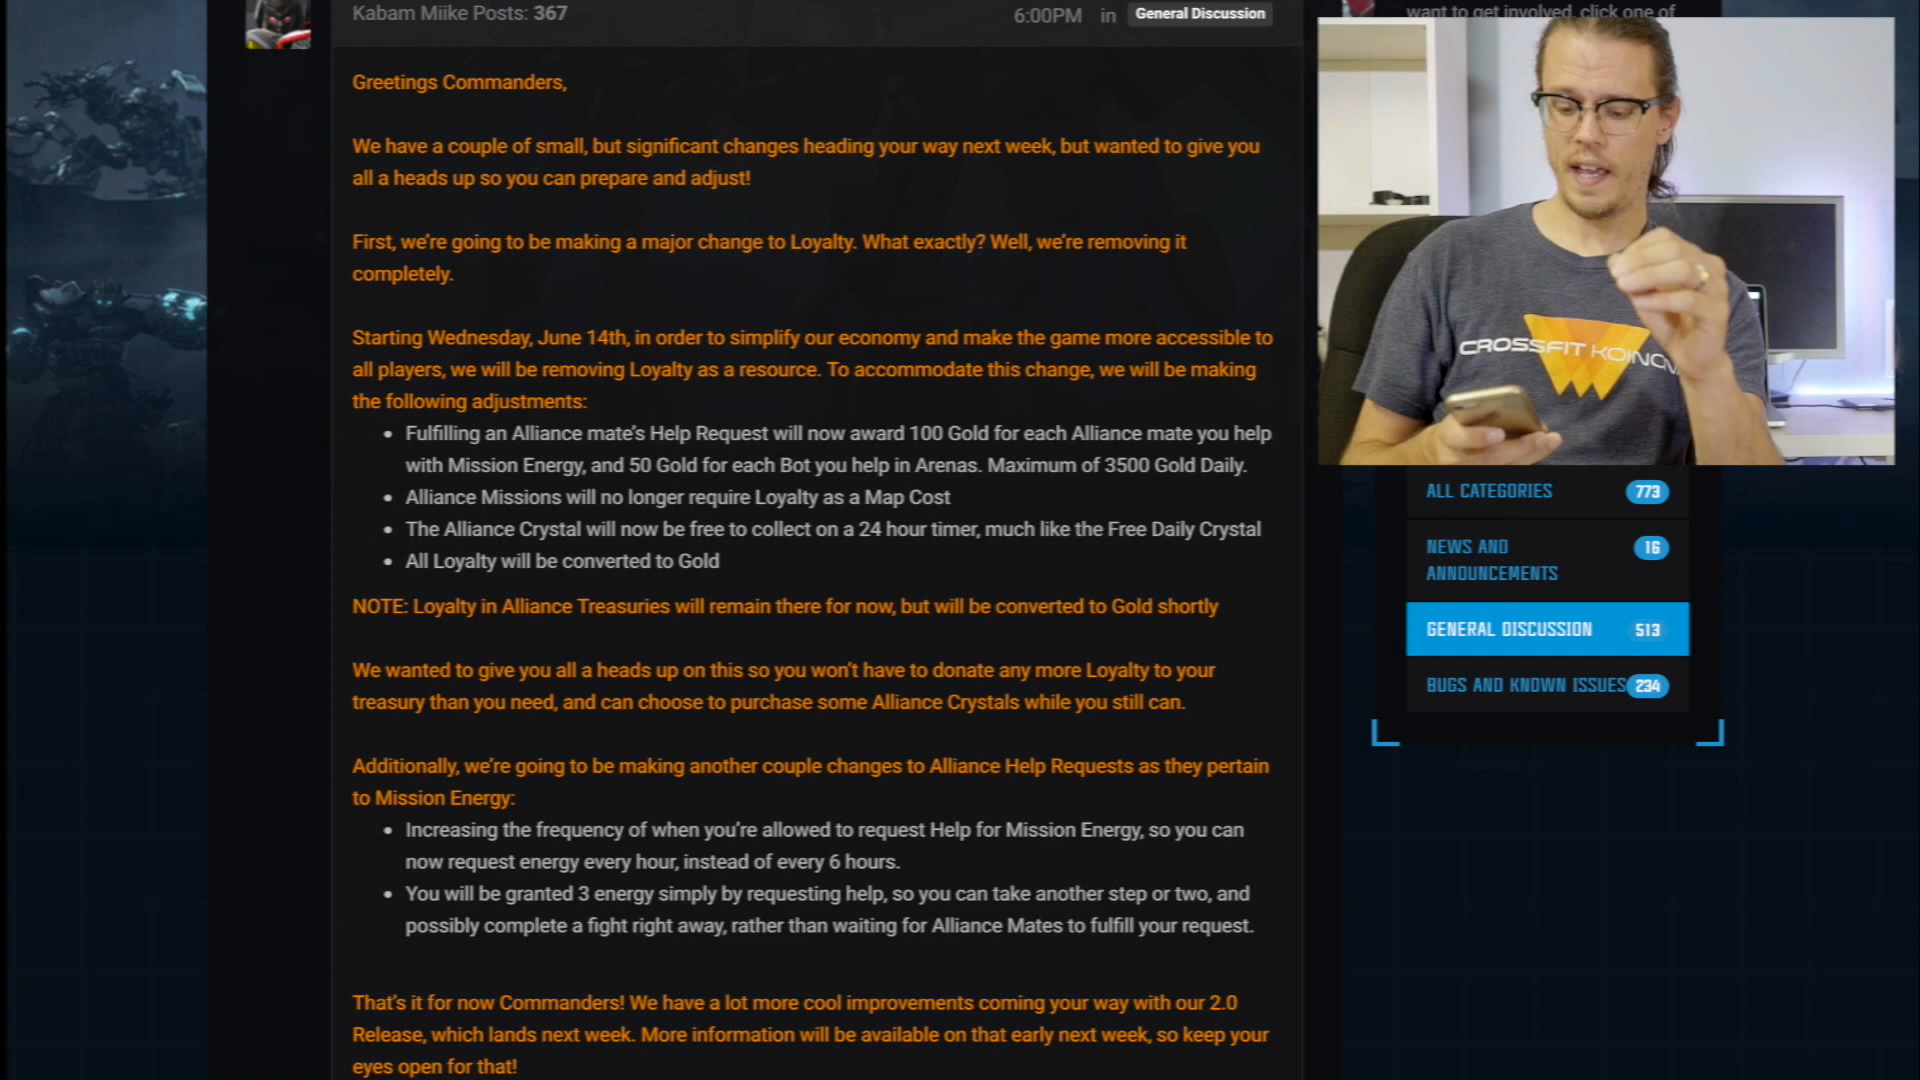 Kabam Miike Posts: 367
6:00PM in General Discussion
want to get involved, click one of
Greetings Commanders,
We have a couple of small, but significant changes heading your way next week, but wanted to give you
all a heads up so you can prepare and adjust!
First, we're going to be making a major change to Loyalty. What exactly? Well, we're removing it
completely.
Starting Wednesday, June 14th, in order to simplify our economy and make the game more accessible to
all players, we will be removing Loyalty as a resource. To accommodate this change, we will be making
the following adjustments:
• Fulfilling an Alliance mate's Help Request will now award 100 Gold for each Alliance mate you help
with Mission Energy, and 50 Gold for each Bot you help in Arenas. Maximum of 3500 Gold Daily.
• Alliance Missions will no longer require Loyalty as a Map Cost
• The Alliance Crystal will now be free to collect on a 24 hour timer, much like the Free Daily Crystal
• All Loyalty will be converted to Gold
NOTE: Loyalty in Alliance Treasuries will remain there for now, but will be converted to Gold shortly
We wanted to give you all a heads up on this so you won't have to donate any more Loyalty to your
treasury than you need, and can choose to purchase some Alliance Crystals while you still can.
Additionally, we're going to be making another couple changes to Alliance Help Requests as they pertain
to Mission Energy:
• Increasing the frequency of when you're allowed to request Help for Mission Energy, so you can
now request energy every hour, instead of every 6 hours.
• You will be granted 3 energy simply by requesting help, so you can take another step or two, and
possibly complete a fight right away, rather than waiting for Alliance Mates to fulfill your request.
That's it for now Commanders! We have a lot more cool improvements coming your way with our 2.0
Release, which lands next week. More information will be available on that early next week, so keep your
eyes open for that!
CROSSFIT
ALL CATEGORIES 773
NEWS AND 16
ANNOUNCEMENTS
GENERAL DISCUSSION 513
BUGS AND KNOWN ISSUES 234